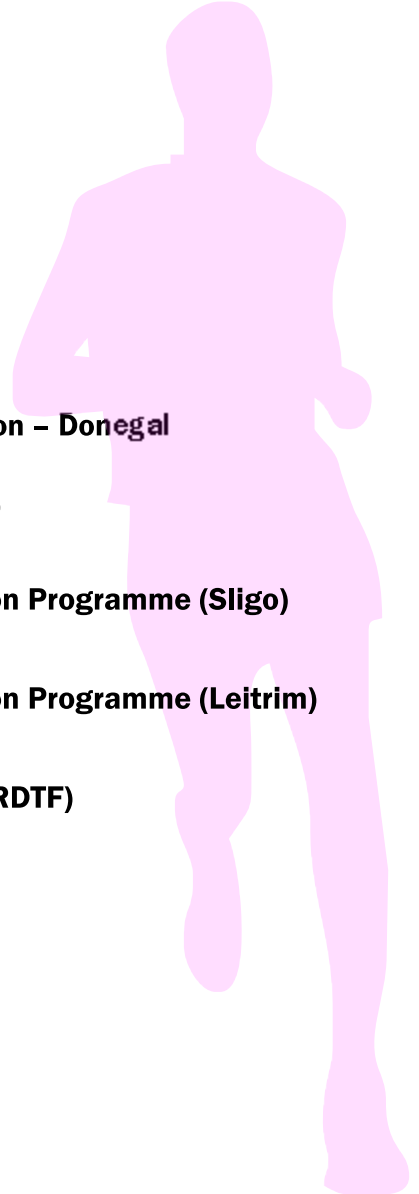 on – Donegal
on Programme (Sligo)
on Programme (Leitrim)
RDTF)